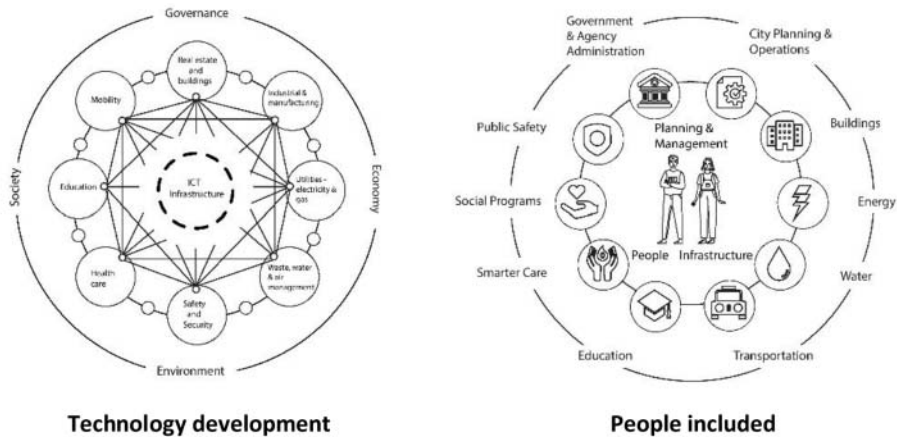 Governance
Real estate
and
buildings
Mobility
Industrial &
manufacturing
Society
Education
ICT
Infrastructure
Utilities –
electricity &
gas
Economy
Health
care
Waste, water
& air
management
Safety
and
Security
Environment
Technology development
Government
& Agency
Administration
City Planning &
Operations
Public Safety
Planning &
Management
Buildings
Social Programs
Energy
Smarter Care
People
Infrastructure
Water
Education
Transportation
People included